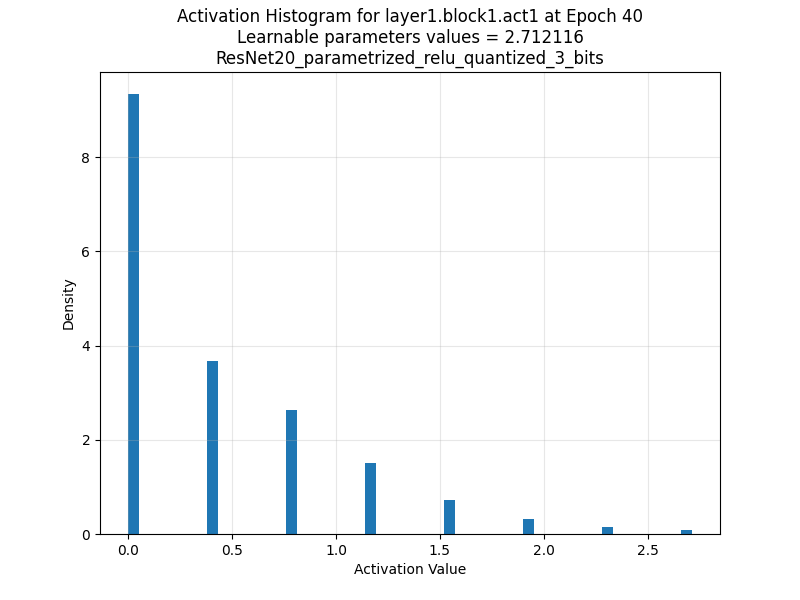 Activation Histogram for layer1.block1.act1 at Epoch 40
Learnable parameters values = 2.712116
ResNet20_parametrized_relu_quantized_3_bits
Density
8
6
4
2
0
0.0 0.5 1.0 1.5 2.0 2.5
Activation Value